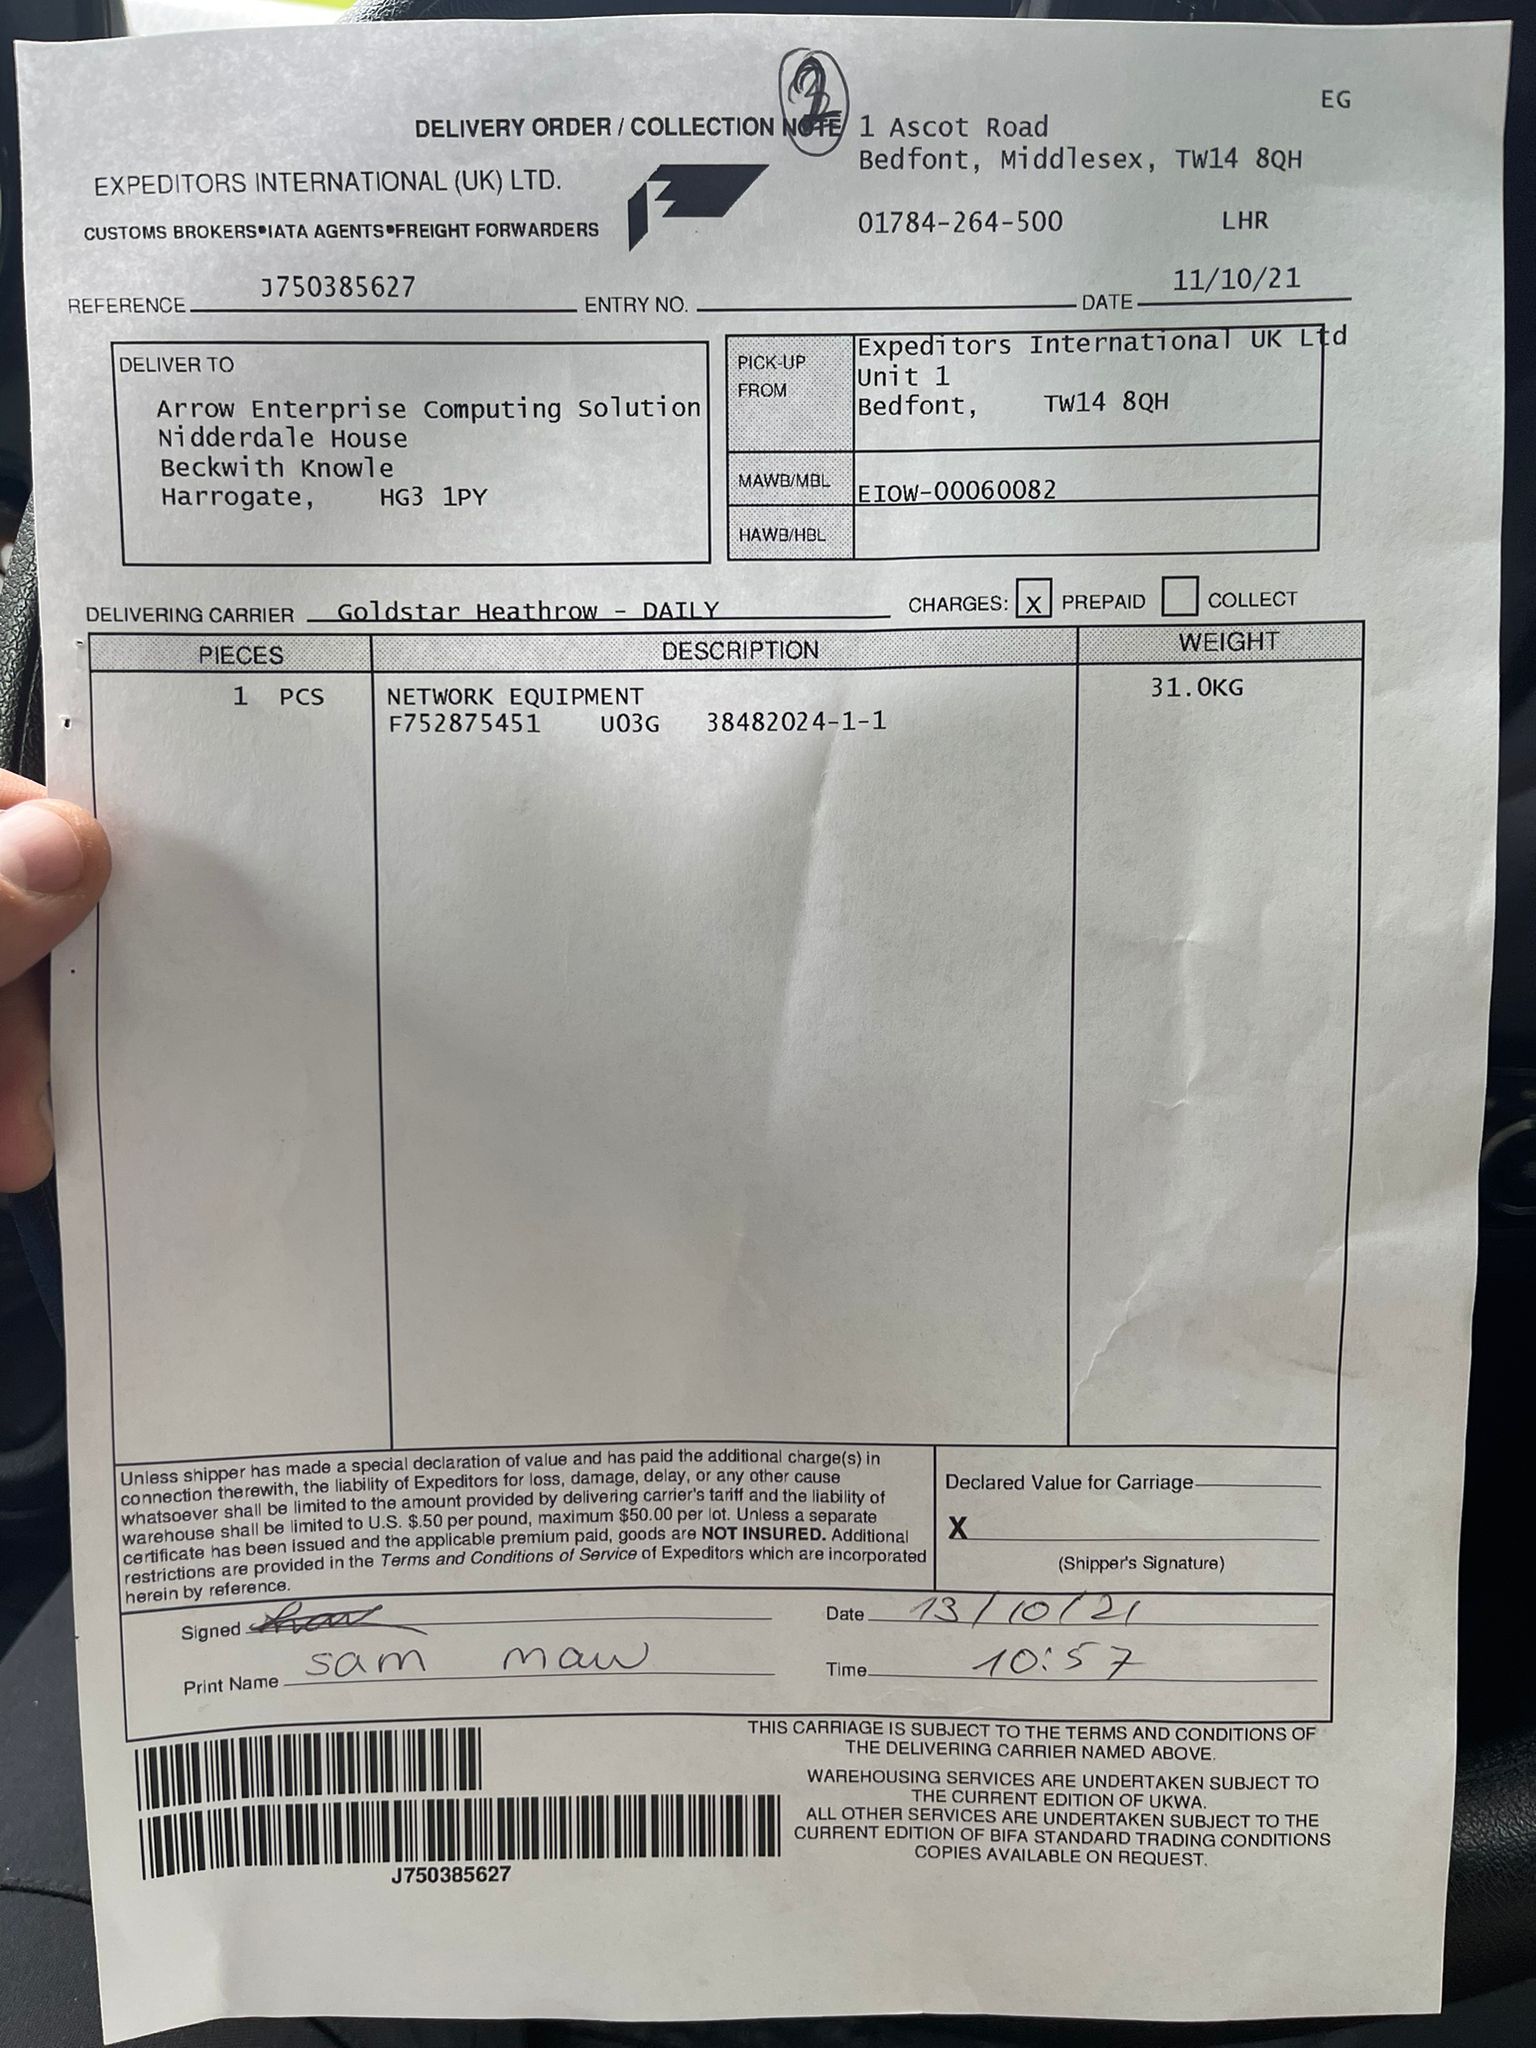 EG
DELIVERY ORDER / COLLECTION NOTE
1 Ascot Road
Bedfont, Middlesex, TW14 8QH
EXPEDITORS INTERNATIONAL (UK) LTD.
CUSTOMS BROKERS•IATA AGENTS•FREIGHT FORWARDERS
01784-264-500 LHR
REFERENCE J750385627 ENTRY NO. DATE 11/10/21
DELIVER TO
Arrow Enterprise Computing Solution
Nidderdale House
Beckwith Knowle
Harrogate, HG3 1PY
PICK-UP FROM
Expeditors International UK Ltd
Unit 1
Bedfont, TW14 8QH
MAWB/MBL EIOW-00060082
HAWB/HBL
DELIVERING CARRIER Goldstar Heathrow - DAILY CHARGES: X PREPAID COLLECT
PIECES DESCRIPTION WEIGHT
1 PCS NETWORK EQUIPMENT 31.0KG
F752875451 U03G 38482024-1-1
Unless shipper has made a special declaration of value and has paid the additional charge(s) in
connection therewith, the liability of Expeditors for loss, damage, delay, or any other cause
whatsoever shall be limited to the amount provided by delivering carrier's tariff and the liability of
warehouse shall be limited to U.S. $.50 per pound, maximum $50.00 per lot. Unless a separate
certificate has been issued and the applicable premium paid, goods are NOT INSURED. Additional
restrictions are provided in the Terms and Conditions of Service of Expeditors which are incorporated
herein by reference.
Declared Value for Carriage
X
(Shipper's Signature)
Signed Date 13/10/21
Print Name sam maw Time 10:57
THIS CARRIAGE IS SUBJECT TO THE TERMS AND CONDITIONS OF
THE DELIVERING CARRIER NAMED ABOVE.
WAREHOUSING SERVICES ARE UNDERTAKEN SUBJECT TO
THE CURRENT EDITION OF UKWA.
ALL OTHER SERVICES ARE UNDERTAKEN SUBJECT TO THE
CURRENT EDITION OF BIFA STANDARD TRADING CONDITIONS
COPIES AVAILABLE ON REQUEST.
J750385627